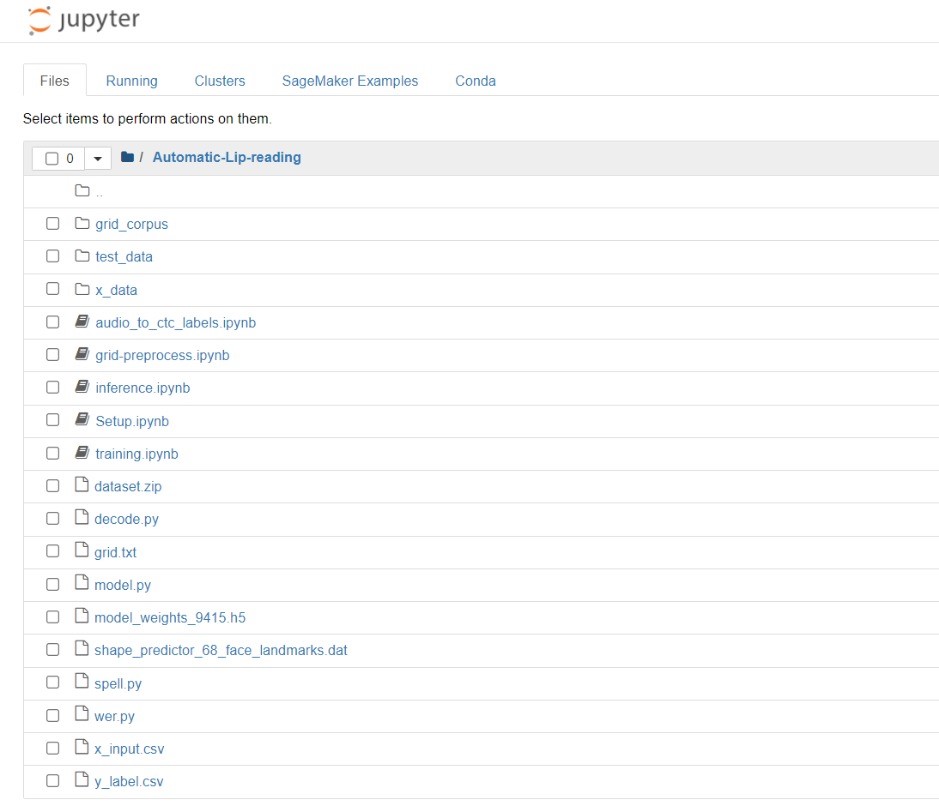 jupyter
Files Running Clusters SageMaker Examples Conda
Select items to perform actions on them.
0 / Automatic-Lip-reading
..
grid_corpus
test_data
x_data
audio_to_ctc_labels.ipynb
grid-preprocess.ipynb
inference.ipynb
Setup.ipynb
training.ipynb
dataset.zip
decode.py
grid.txt
model.py
model_weights_9415.h5
shape_predictor_68_face_landmarks.dat
spell.py
wer.py
x_input.csv
y_label.csv